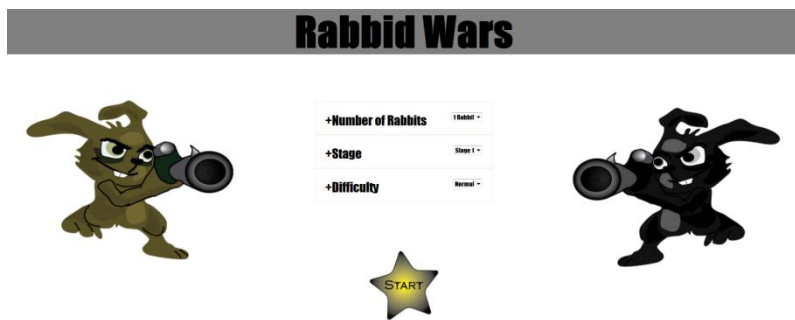 Rabbid Wars
+Number of Rabbits 1 Rabbit
+Stage Stage 1
+Difficulty Normal
START